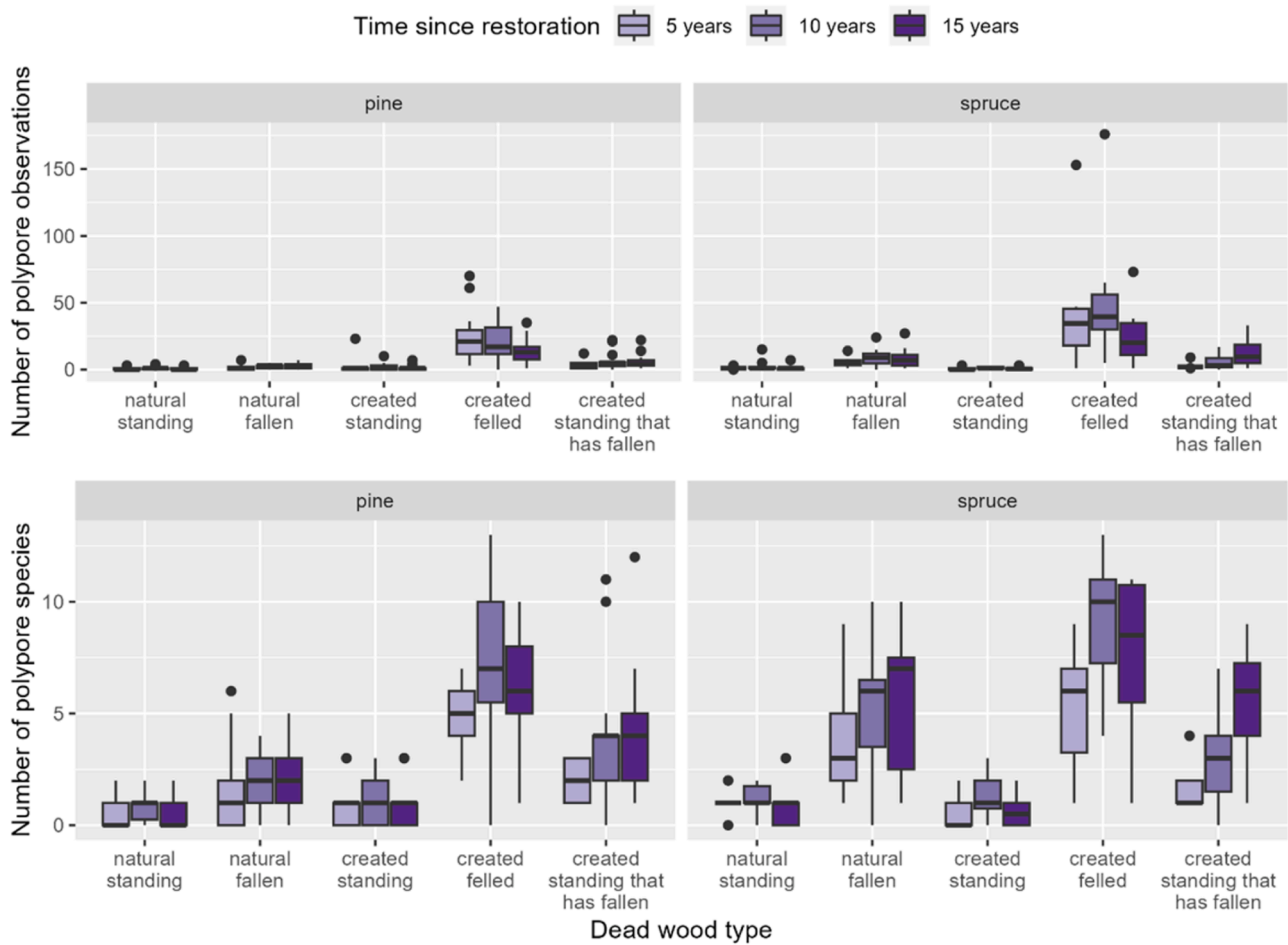 Time since restoration 5 years 10 years 15 years
Number of polypore observations
pine
spruce
150
100
50
0
natural standing
natural fallen
created standing
created felled
created standing that has fallen
natural standing
natural fallen
created standing
created felled
created standing that has fallen
Number of polypore species
pine
spruce
10
5
0
natural standing
natural fallen
created standing
created felled
created standing that has fallen
natural standing
natural fallen
created standing
created felled
created standing that has fallen
Dead wood type